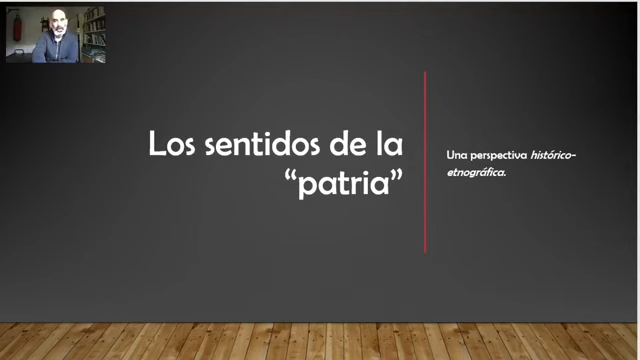 Los sentidos de la
“patria”
Una perspectiva histórico-
etnográfica.